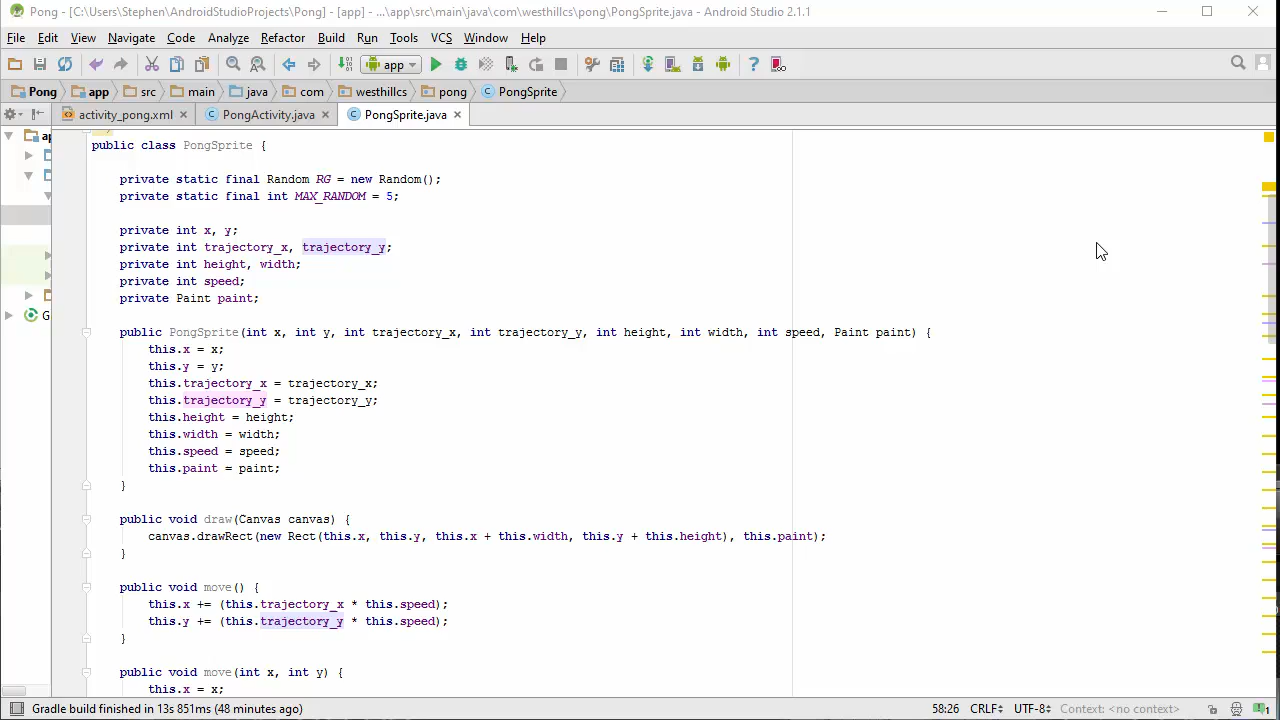 Pong - [C:\Users\Stephen\AndroidStudioProjects\Pong] - [app] - ...\app\src\main\java\com\westhillcs\pong\PongSprite.java - Android Studio 2.1.1
File Edit View Navigate Code Analyze Refactor Build Run Tools VCS Window Help
app
Pong app src main java com westhillcs pong PongSprite
activity_pong.xml PongActivity.java PongSprite.java
public class PongSprite {
private static final Random RG = new Random();
private static final int MAX_RANDOM = 5;
private int x, y;
private int trajectory_x, trajectory_y;
private int height, width;
private int speed;
private Paint paint;
public PongSprite(int x, int y, int trajectory_x, int trajectory_y, int height, int width, int speed, Paint paint) {
this.x = x;
this.y = y;
this.trajectory_x = trajectory_x;
this.trajectory_y = trajectory_y;
this.height = height;
this.width = width;
this.speed = speed;
this.paint = paint;
}
public void draw(Canvas canvas) {
canvas.drawRect(new Rect(this.x, this.y, this.x + this.width, this.y + this.height), this.paint);
}
public void move() {
this.x += (this.trajectory_x * this.speed);
this.y += (this.trajectory_y * this.speed);
}
public void move(int x, int y) {
this.x = x;
Gradle build finished in 13s 851ms (48 minutes ago) 58:26 CRLF UTF-8 Context: <no context>